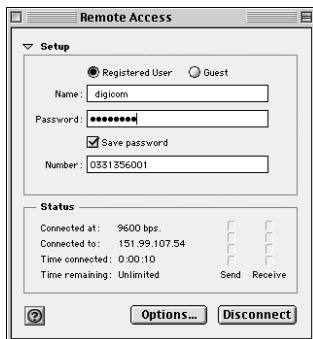 Remote Access
Setup
Registered User Guest
Name: digicom
Password: ••••••••
Save password
Number: 0331356001
Status
Connected at: 9600 bps.
Connected to: 151.99.107.54
Time connected: 0:00:10
Time remaining: Unlimited Send Receive
? Options... Disconnect